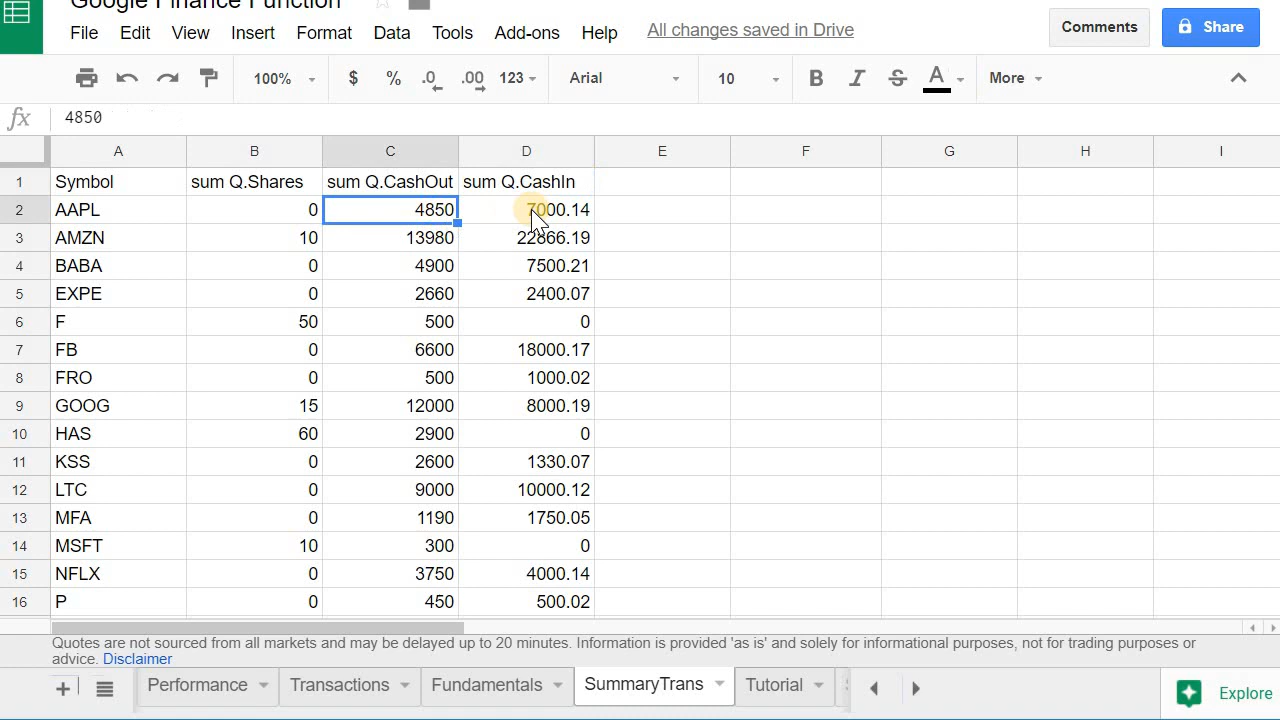 Google Finance Function
File Edit View Insert Format Data Tools Add-ons Help All changes saved in Drive Comments Share
100% $ % .0 .00 123 Arial 10 B I S A More
fx 4850
A B C D E F G H I
1 Symbol sum Q.Shares sum Q.CashOut sum Q.CashIn
2 AAPL 0 4850 7000.14
3 AMZN 10 13980 22866.19
4 BABA 0 4900 7500.21
5 EXPE 0 2660 2400.07
6 F 50 500 0
7 FB 0 6600 18000.17
8 FRO 0 500 1000.02
9 GOOG 15 12000 8000.19
10 HAS 60 2900 0
11 KSS 0 2600 1330.07
12 LTC 0 9000 10000.12
13 MFA 0 1190 1750.05
14 MSFT 10 300 0
15 NFLX 0 3750 4000.14
16 P 0 450 500.02
Quotes are not sourced from all markets and may be delayed up to 20 minutes. Information is provided 'as is' and solely for informational purposes, not for trading purposes or
advice. Disclaimer
+ Performance Transactions Fundamentals SummaryTrans Tutorial Explore